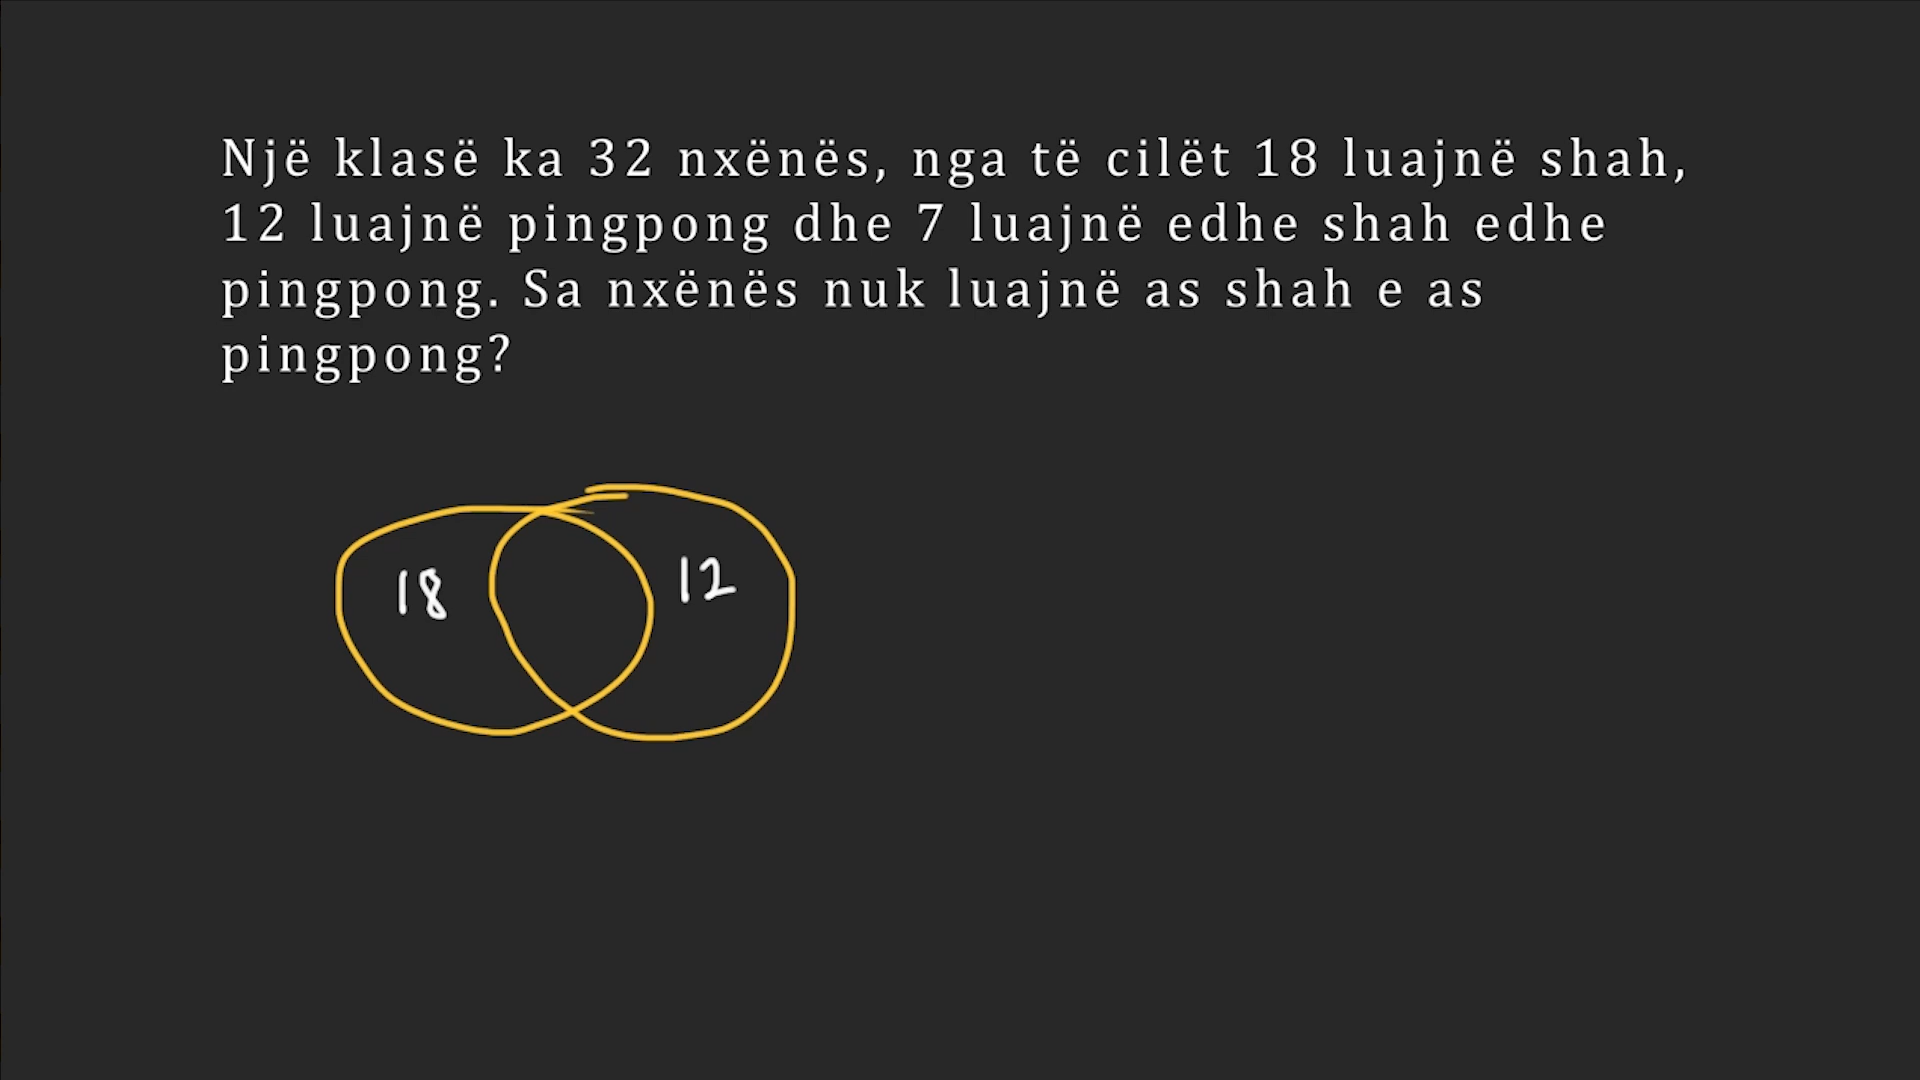 Një klasë ka 32 nxënës, nga të cilët 18 luajnë shah,
12 luajnë pingpong dhe 7 luajnë edhe shah edhe
pingpong. Sa nxënës nuk luajnë as shah e as
pingpong?
18 12